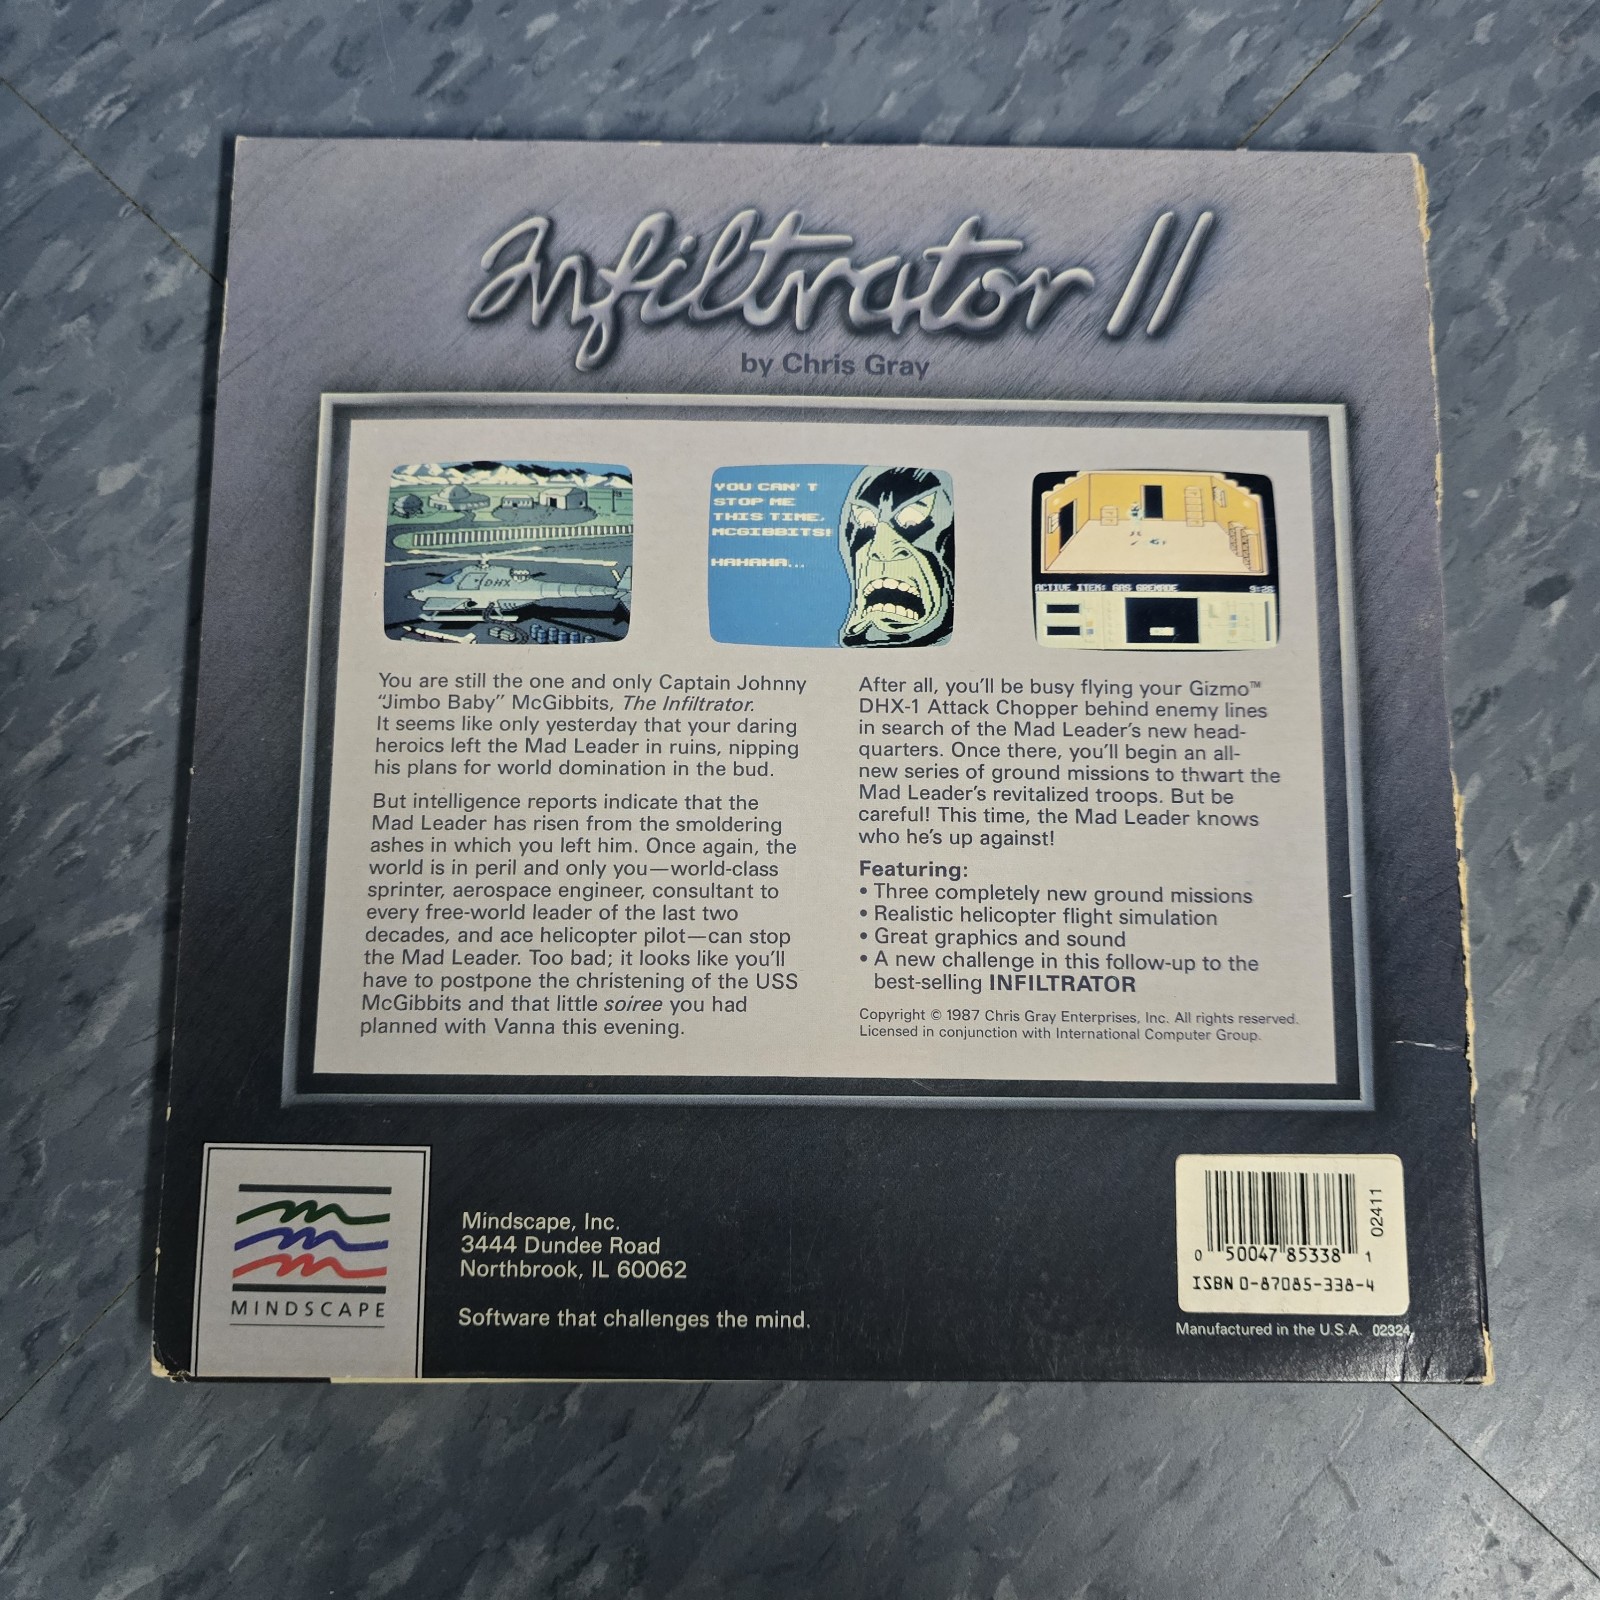 Infiltrator II
by Chris Gray
DHX
YOU CAN'T
STOP ME
THIS TIME,
MCGIBBITS!
HAHAHA...
ACTIVE ITEM: GAS GRENADE
You are still the one and only Captain Johnny
“Jimbo Baby” McGibbits, The Infiltrator.
It seems like only yesterday that your daring
heroics left the Mad Leader in ruins, nipping
his plans for world domination in the bud.
But intelligence reports indicate that the
Mad Leader has risen from the smoldering
ashes in which you left him. Once again, the
world is in peril and only you—world-class
sprinter, aerospace engineer, consultant to
every free-world leader of the last two
decades, and ace helicopter pilot—can stop
the Mad Leader. Too bad; it looks like you’ll
have to postpone the christening of the USS
McGibbits and that little soiree you had
planned with Vanna this evening.
After all, you’ll be busy flying your Gizmo™
DHX-1 Attack Chopper behind enemy lines
in search of the Mad Leader’s new head-
quarters. Once there, you’ll begin an all-
new series of ground missions to thwart the
Mad Leader’s revitalized troops. But be
careful! This time, the Mad Leader knows
who he’s up against!
Featuring:
• Three completely new ground missions
• Realistic helicopter flight simulation
• Great graphics and sound
• A new challenge in this follow-up to the
best-selling INFILTRATOR
Copyright © 1987 Chris Gray Enterprises, Inc. All rights reserved.
Licensed in conjunction with International Computer Group.
MINDSCAPE
Mindscape, Inc.
3444 Dundee Road
Northbrook, IL 60062
Software that challenges the mind.
02411
0 50047 85338 1
ISBN 0-87085-338-4
Manufactured in the U.S.A. 02324